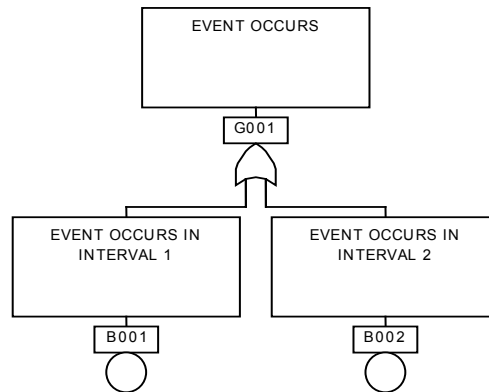 EVENT OCCURS
G001
EVENT OCCURS IN
INTERVAL 1
EVENT OCCURS IN
INTERVAL 2
B001
B002